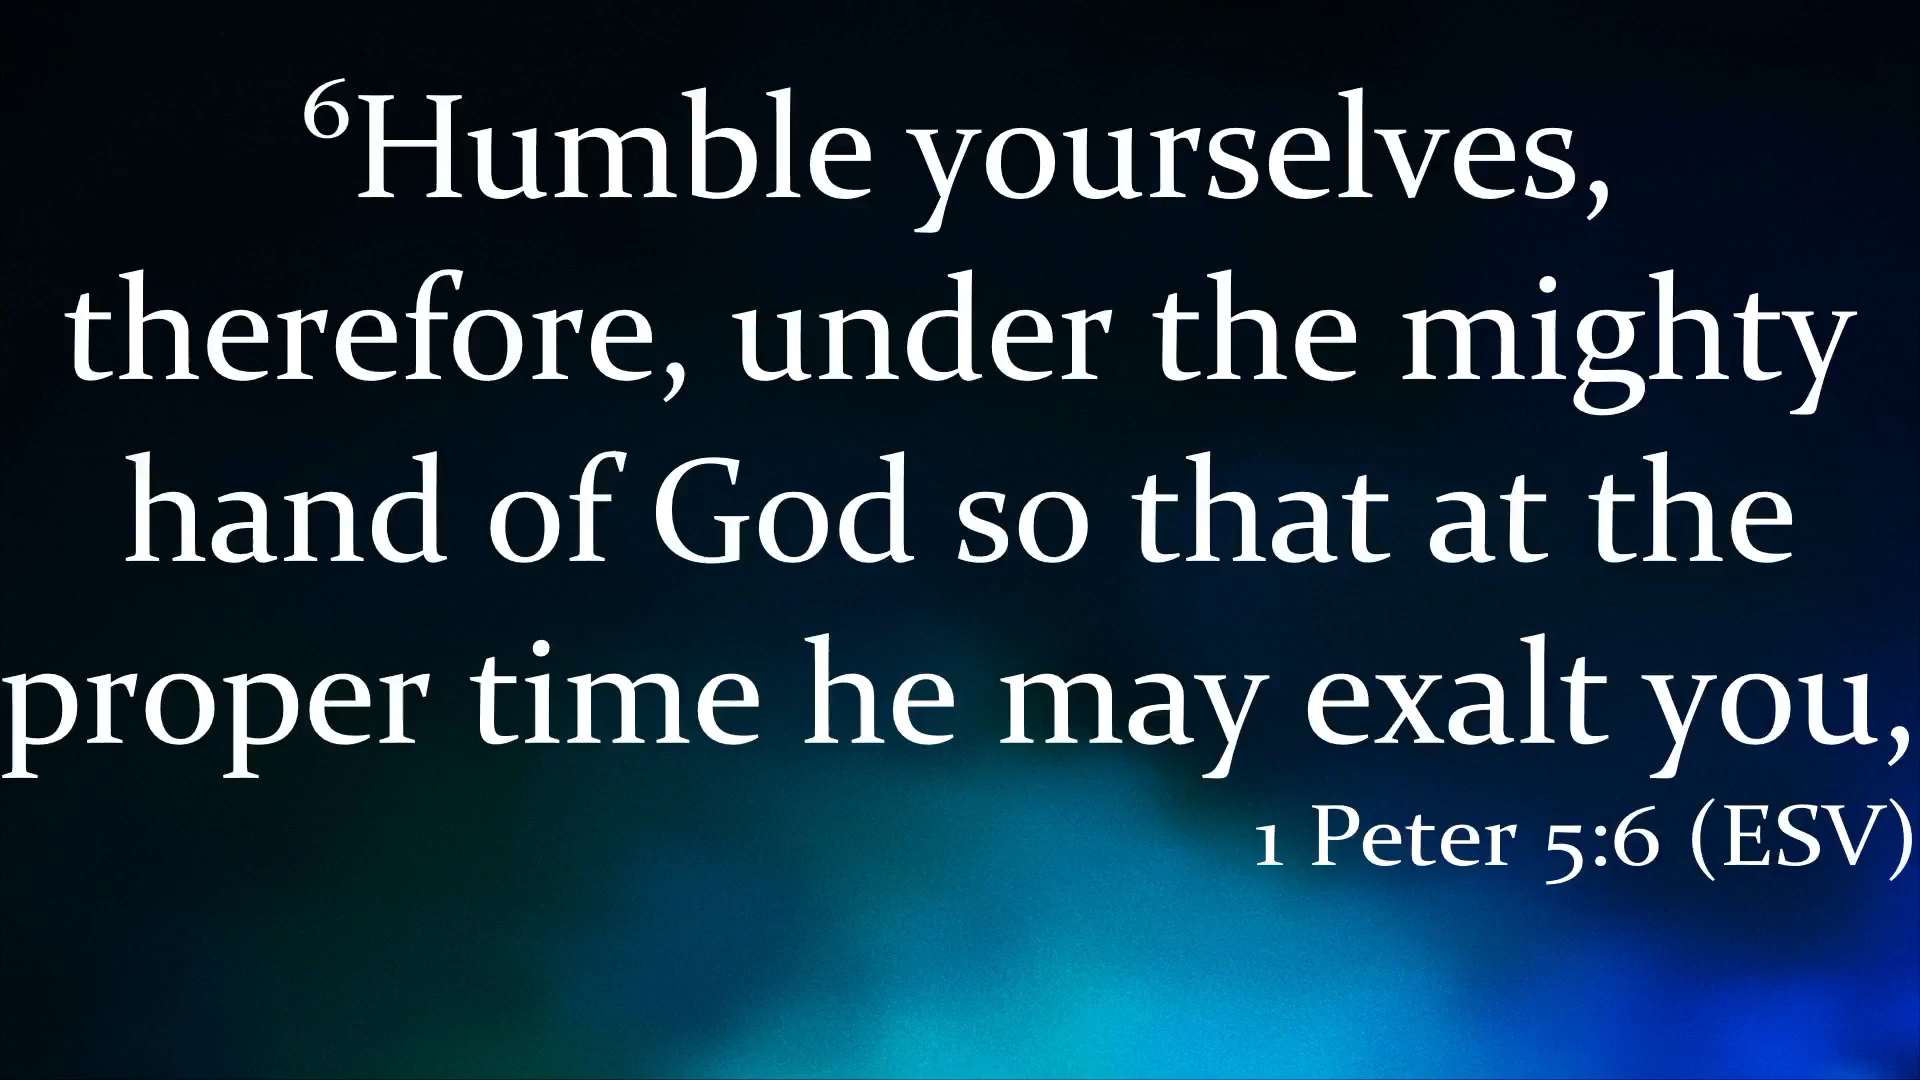 ⁶Humble yourselves,
therefore, under the mighty
hand of God so that at the
proper time he may exalt you,
1 Peter 5:6 (ESV)